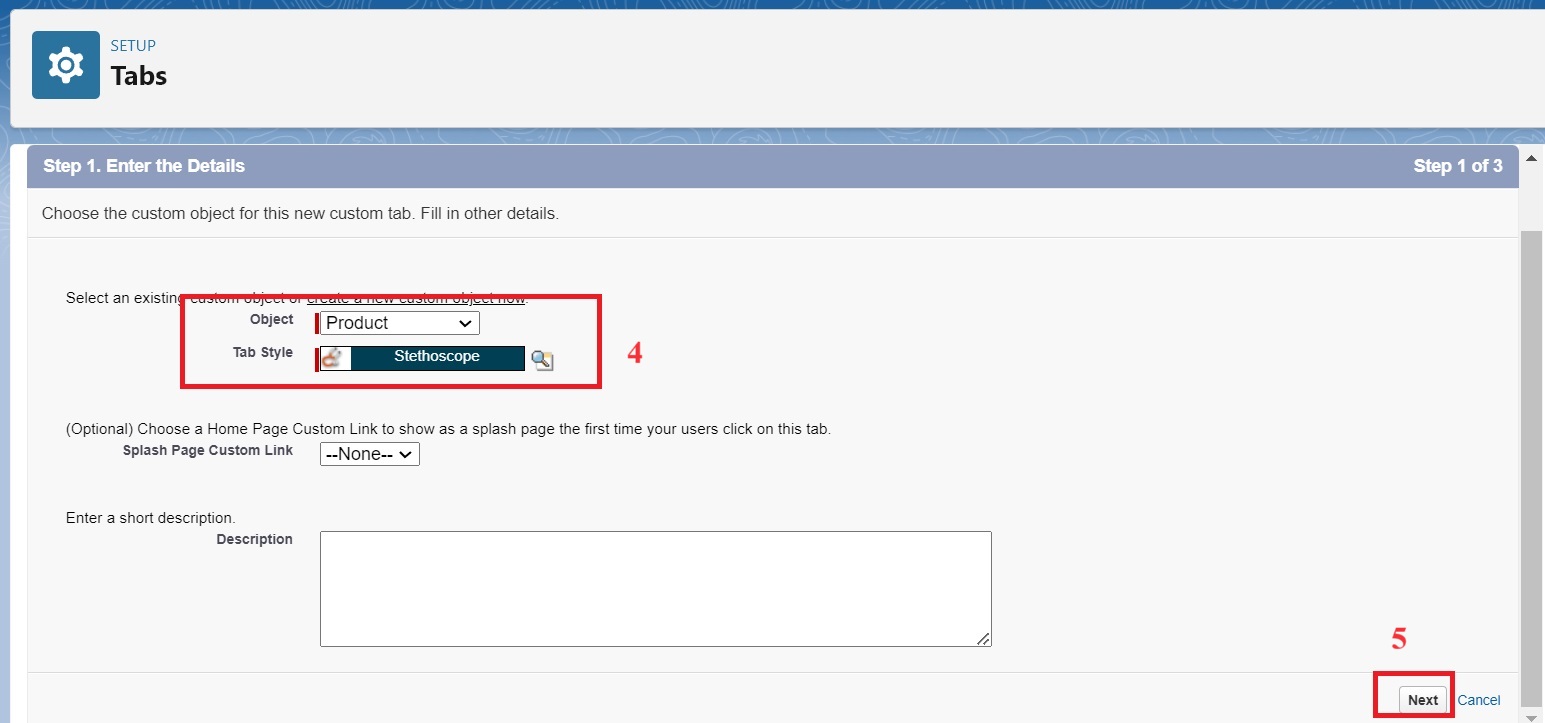 SETUP
Tabs
Step 1. Enter the Details Step 1 of 3
Choose the custom object for this new custom tab. Fill in other details.
Select an existing custom object or create a new custom object now.
Object Product
Tab Style Stethoscope
4
(Optional) Choose a Home Page Custom Link to show as a splash page the first time your users click on this tab.
Splash Page Custom Link --None--
Enter a short description.
Description
5
Next Cancel